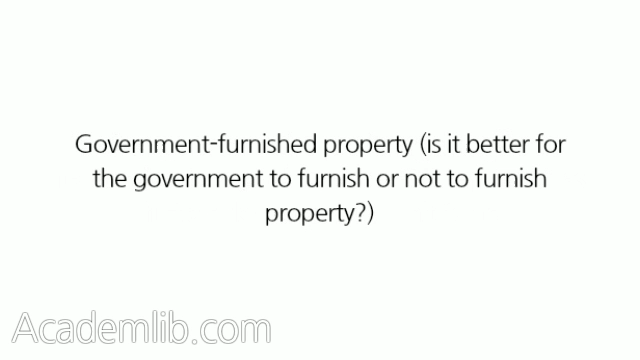 Government-furnished property (is it better for
the government to furnish or not to furnish
property?)
Academlib.com